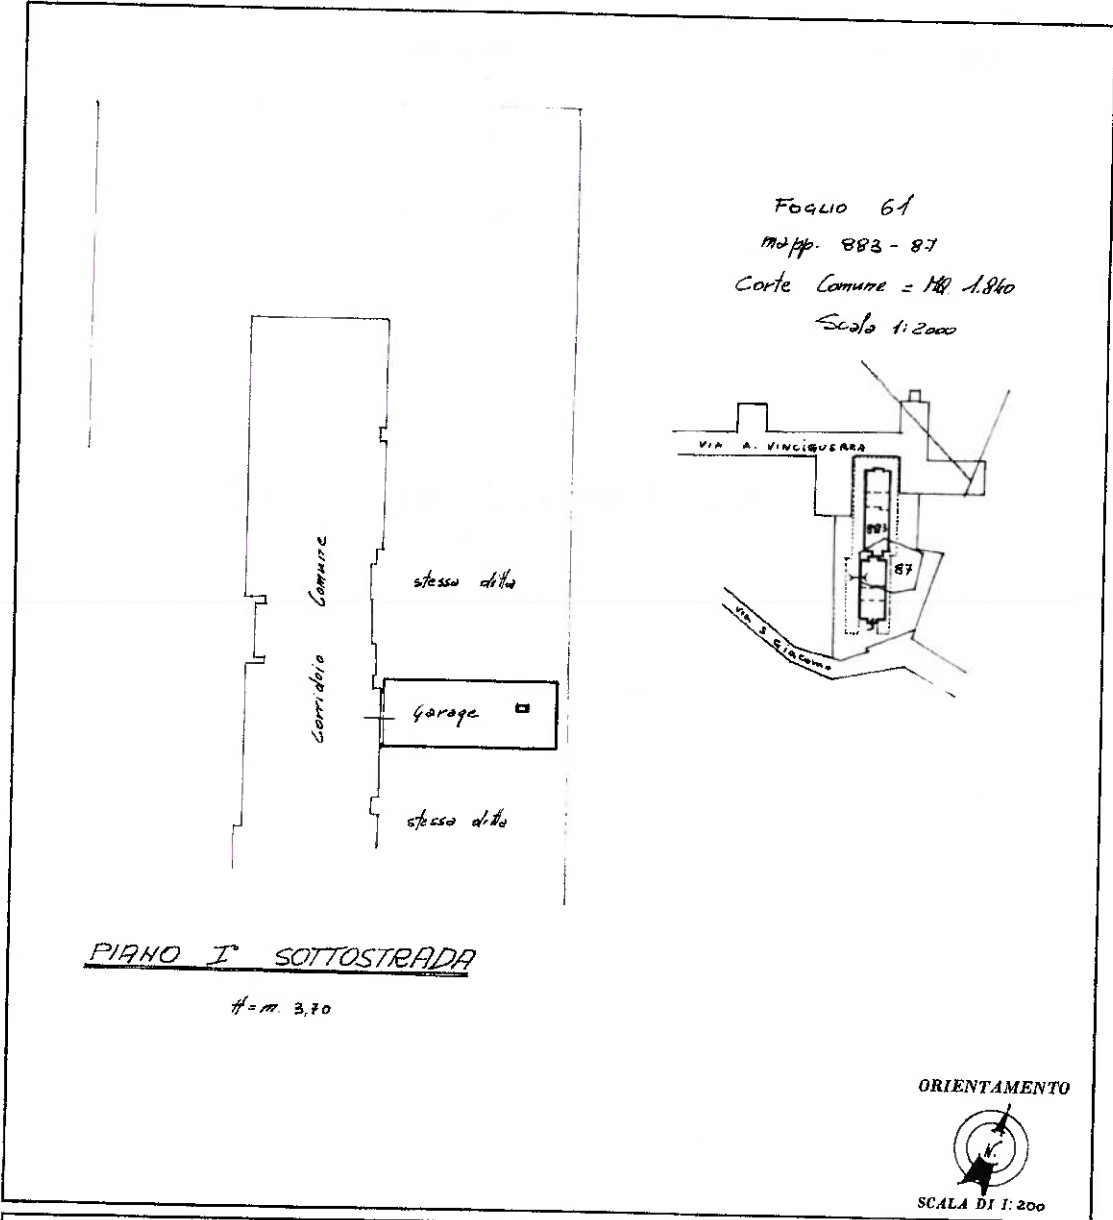 FOGLIO 61
mapp. 883 - 87
Corte Comune = MQ. 1.840
Scala 1:2000
VIA A. VINCIGUERRA
883
87
VIA S GIACOMO
Corridoio Comune
stessa ditta
Garage
stessa ditta
PIANO I° SOTTOSTRADA
H = m. 3,70
ORIENTAMENTO
N.
SCALA DI 1:200